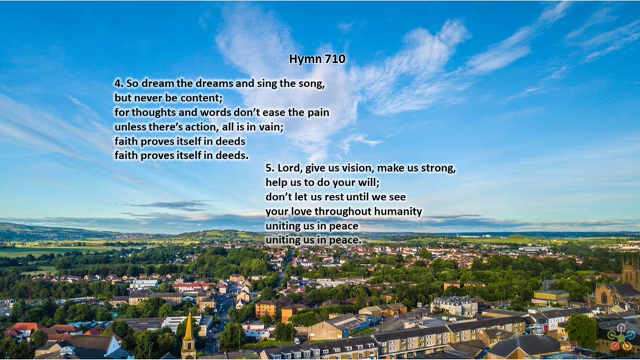 Hymn 710
4. So dream the dreams and sing the song,
but never be content;
for thoughts and words don't ease the pain
unless there's action, all is in vain;
faith proves itself in deeds
faith proves itself in deeds.
5. Lord, give us vision, make us strong,
help us to do your will;
don't let us rest until we see
your love throughout humanity
uniting us in peace
uniting us in peace.